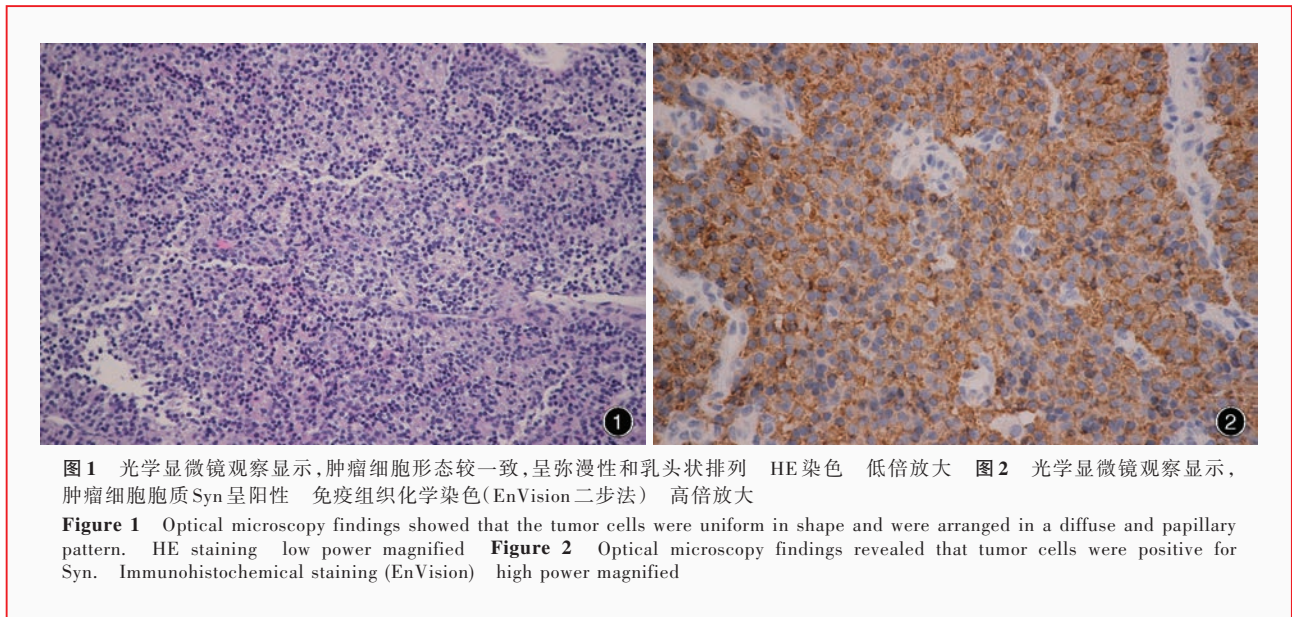 1
2
图1 光学显微镜观察显示,肿瘤细胞形态较一致,呈弥漫性和乳头状排列 HE染色 低倍放大 图2 光学显微镜观察显示,
肿瘤细胞胞质Syn呈阳性 免疫组织化学染色(EnVision二步法) 高倍放大
Figure 1 Optical microscopy findings showed that the tumor cells were uniform in shape and were arranged in a diffuse and papillary
pattern. HE staining low power magnified Figure 2 Optical microscopy findings revealed that tumor cells were positive for
Syn. Immunohistochemical staining (EnVision) high power magnified